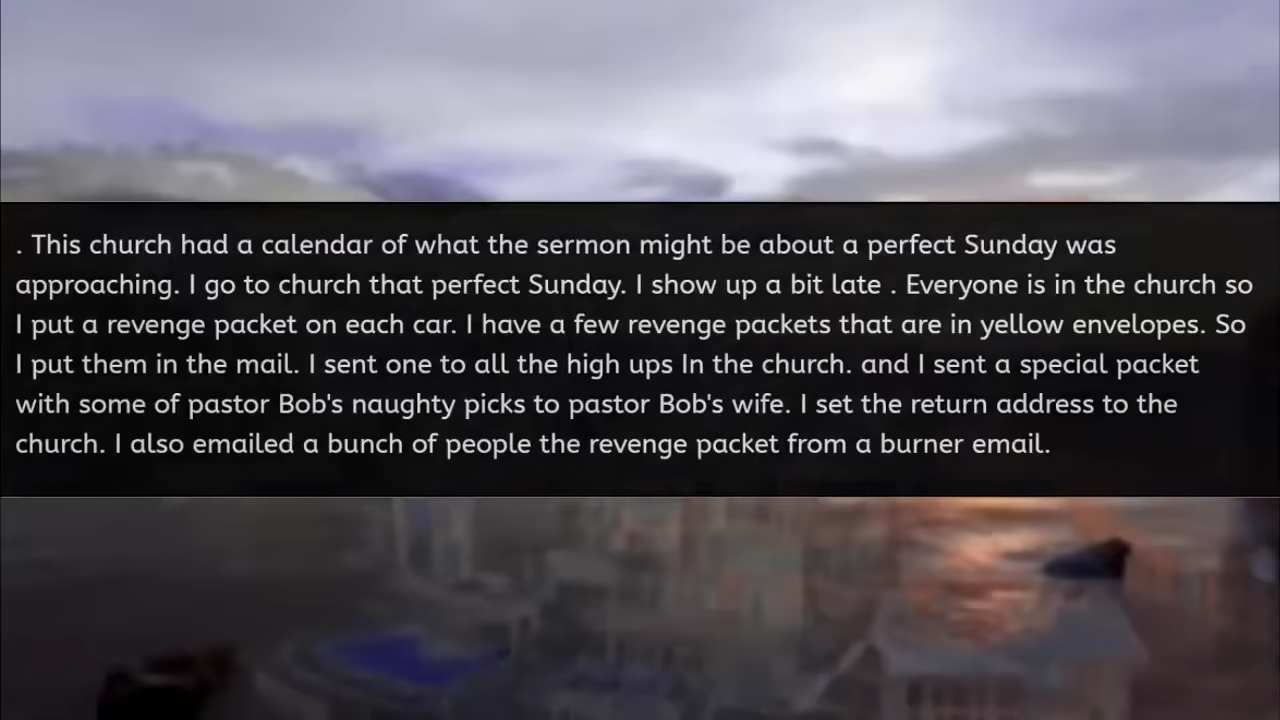 . This church had a calendar of what the sermon might be about a perfect Sunday was
approaching. I go to church that perfect Sunday. I show up a bit late . Everyone is in the church so
I put a revenge packet on each car. I have a few revenge packets that are in yellow envelopes. So
I put them in the mail. I sent one to all the high ups In the church. and I sent a special packet
with some of pastor Bob's naughty picks to pastor Bob's wife. I set the return address to the
church. I also emailed a bunch of people the revenge packet from a burner email.